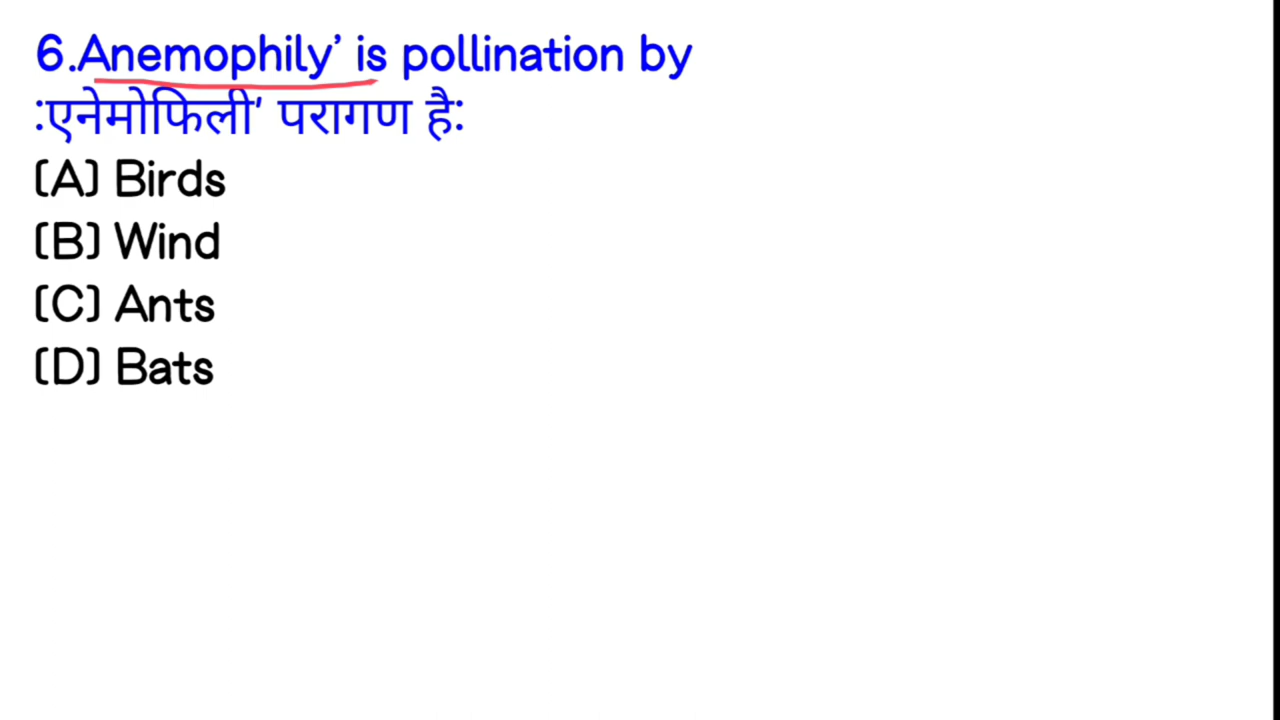 6.Anemophily’ is pollination by
:एनेमोफिली’ परागण है:
(A) Birds
(B) Wind
(C) Ants
(D) Bats